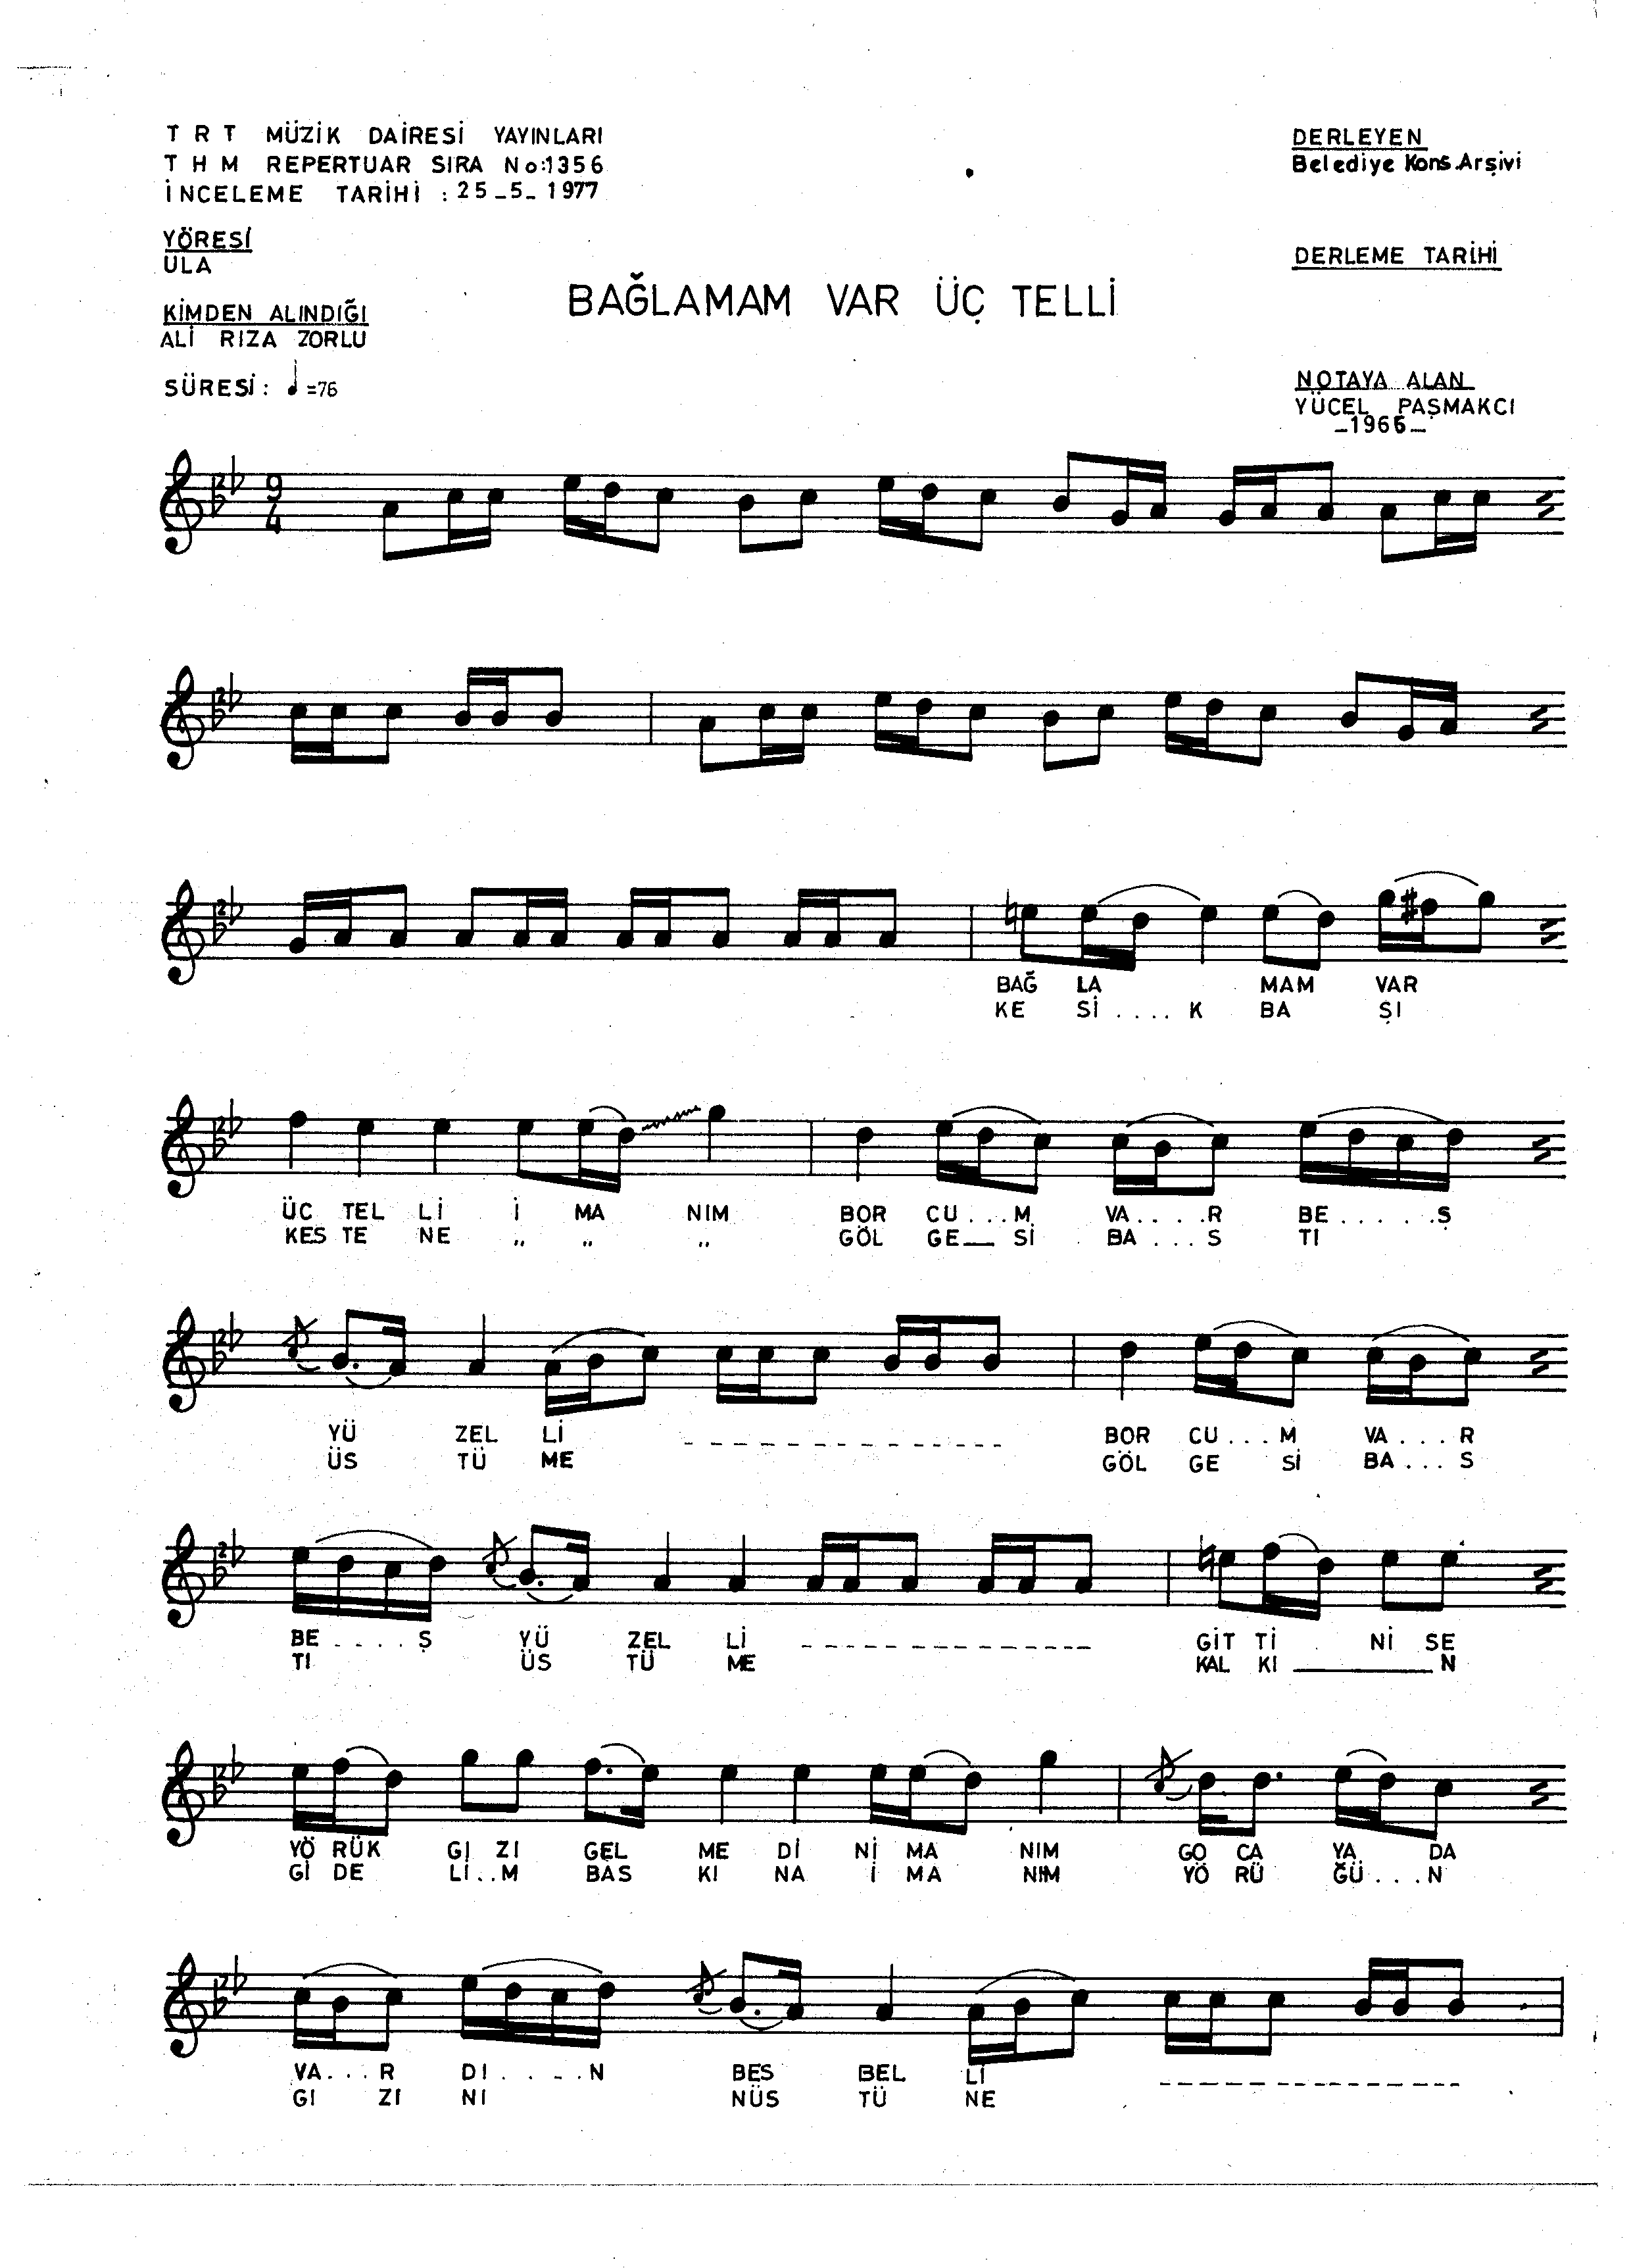 T R T MÜZİK DAİRESİ YAYINLARI
T H M REPERTUAR SIRA No:1356
İNCELEME TARİHİ : 25_5_1977
DERLEYEN
Belediye Kons.Arşivi
YÖRESİ
ULA
DERLEME TARİHİ
BAĞLAMAM VAR ÜÇ TELLİ
KİMDEN ALINDIĞI
ALİ RIZA ZORLU
SÜRESİ: ♩=76
NOTAYA ALAN
YÜCEL PAŞMAKCI
_1966_
9
4
BAĞ LA MAM VAR
KE Sİ....K BA ŞI
ÜC TEL Lİ İ MA NIM BOR CU...M VA....R BE.....Ş
KES TE NE ,, ,, ,, GÖL GE__ Sİ BA...S TI
YÜ ZEL Lİ _ _ _ _ _ _ _ _ _ _ _ _ BOR CU...M VA...R
ÜS TÜ ME GÖL GE Sİ BA...S
BE....Ş YÜ ZEL Lİ _ _ _ _ _ _ _ _ _ _ _ _ GİT Tİ Nİ SE
TI ÜS TÜ ME KAL KI ______ N
YÖ RÜK GI ZI GEL ME Dİ Nİ MA NIM GO CA YA DA
Gİ DE Lİ..M BAS KI NA İ MA NIM YÖ RÜ ĞÜ...N
VA...R DI.....N BES BEL Lİ _ _ _ _ _ _ _ _ _ _ _ _
GI ZI NI NÜS TÜ NE